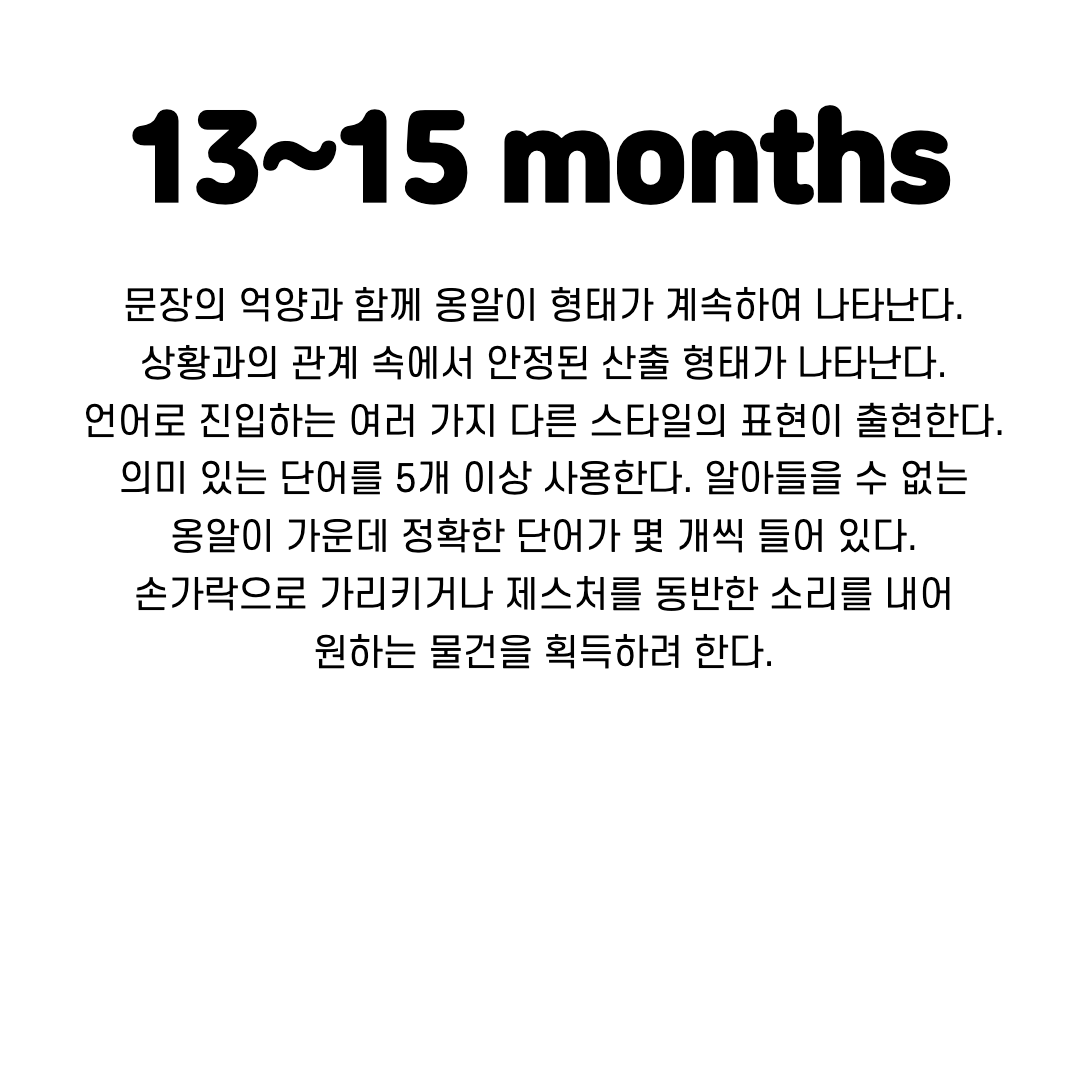 13~15 months
문장의 억양과 함께 옹알이 형태가 계속하여 나타난다.
상황과의 관계 속에서 안정된 산출 형태가 나타난다.
언어로 진입하는 여러 가지 다른 스타일의 표현이 출현한다.
의미 있는 단어를 5개 이상 사용한다. 알아들을 수 없는
옹알이 가운데 정확한 단어가 몇 개씩 들어 있다.
손가락으로 가리키거나 제스처를 동반한 소리를 내어
원하는 물건을 획득하려 한다.